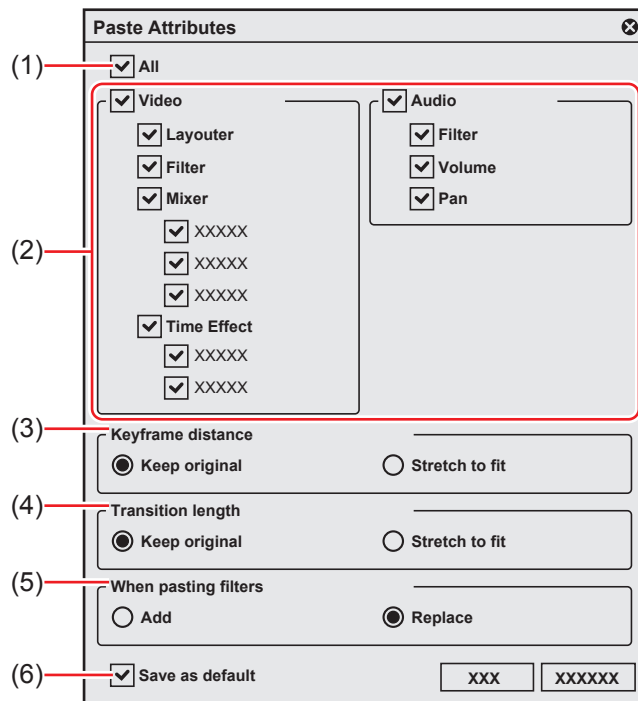 Paste Attributes
(1)
All
(2)
Video
Layouter
Filter
Mixer
XXXXX
XXXXX
XXXXX
Time Effect
XXXXX
XXXXX
Audio
Filter
Volume
Pan
(3)
Keyframe distance
Keep original
Stretch to fit
(4)
Transition length
Keep original
Stretch to fit
(5)
When pasting filters
Add
Replace
(6)
Save as default
XXX
XXXXXX